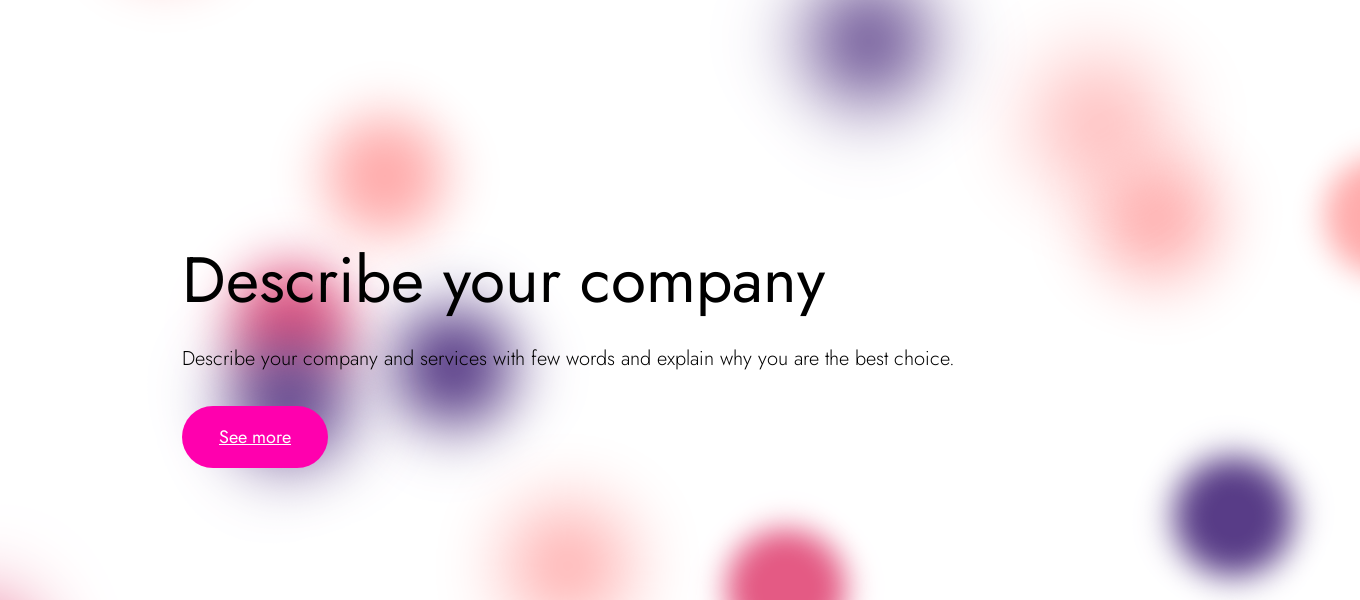 Describe your company
Describe your company and services with few words and explain why you are the best choice.
See more